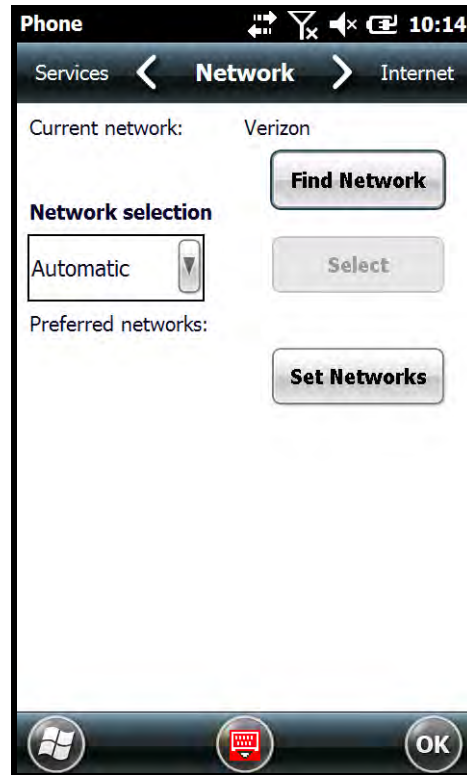 Phone 10:14
Services Network Internet
Current network: Verizon
Find Network
Network selection
Automatic Select
Preferred networks:
Set Networks
OK